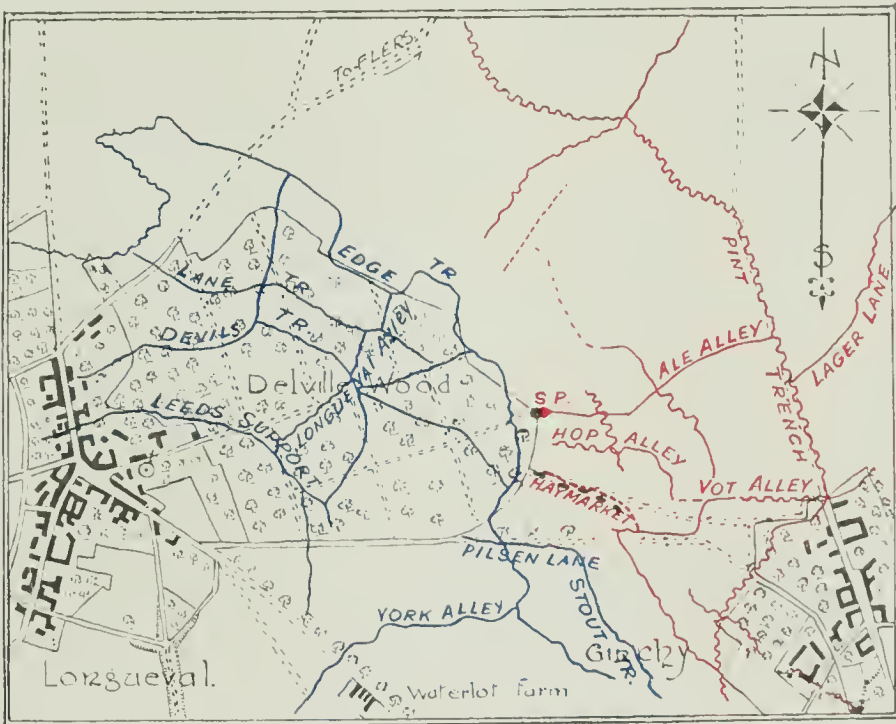 To FLERS
N
S
PINT
TRENCH
LAGER LANE
EDGE TR
LANE TR.
DEVILS TR.
LONGUEVAL ALLEY
ALE ALLEY
Delville Wood
S P.
LEEDS SUPPORT
HOP ALLEY
HAYMARKET
VOT ALLEY
PILSEN LANE
STOUT TR.
YORK ALLEY
Ginchy
Longueval.
Waterlot Farm